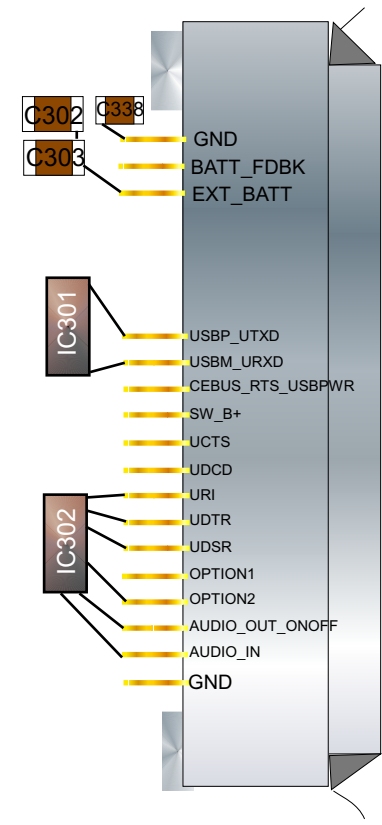 C302
C338
GND
C303
BATT_FDBK
EXT_BATT
IC301
USBP_UTXD
USBM_URXD
CEBUS_RTS_USBPWR
SW_B+
UCTS
UDCD
URI
IC302
UDTR
UDSR
OPTION1
OPTION2
AUDIO_OUT_ONOFF
AUDIO_IN
GND